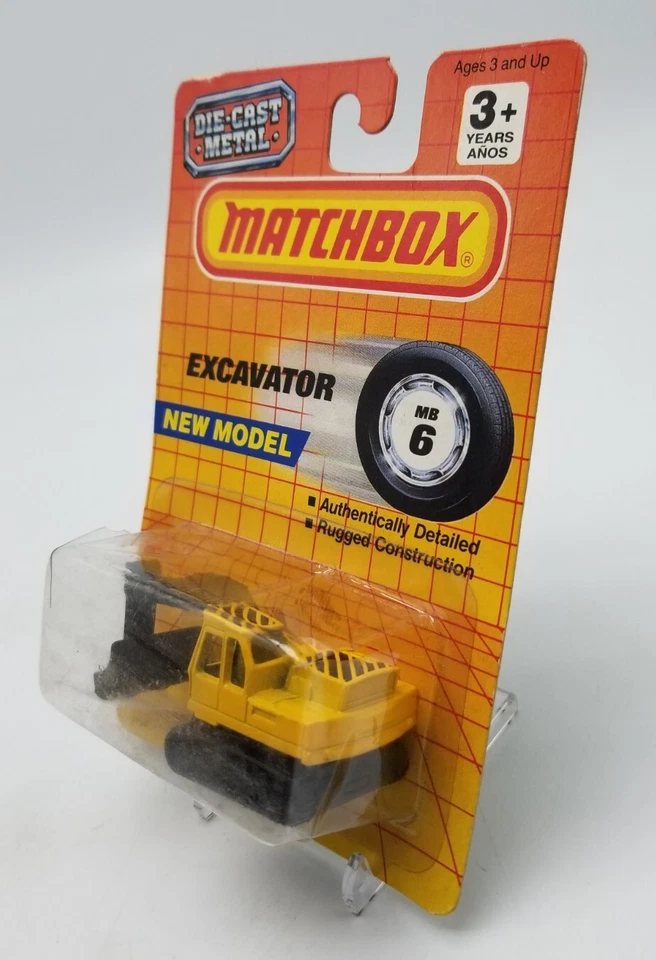 Ages 3 and Up
DIE-CAST
METAL
3+
YEARS
AÑOS
MATCHBOX®
EXCAVATOR
NEW MODEL
MB
6
▪ Authentically Detailed
▪ Rugged Construction